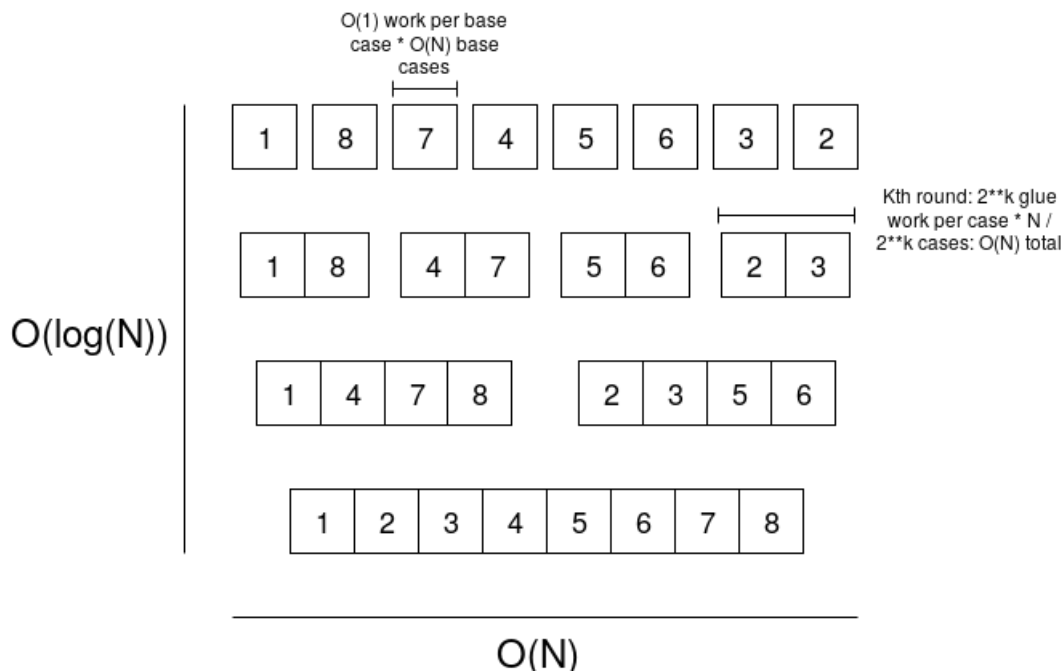 O(1) work per base
case * O(N) base
cases
1 8 7 4 5 6 3 2
Kth round: 2**k glue
work per case * N /
2**k cases: O(N) total
1 8 4 7 5 6 2 3
O(log(N))
1 4 7 8 2 3 5 6
1 2 3 4 5 6 7 8
O(N)